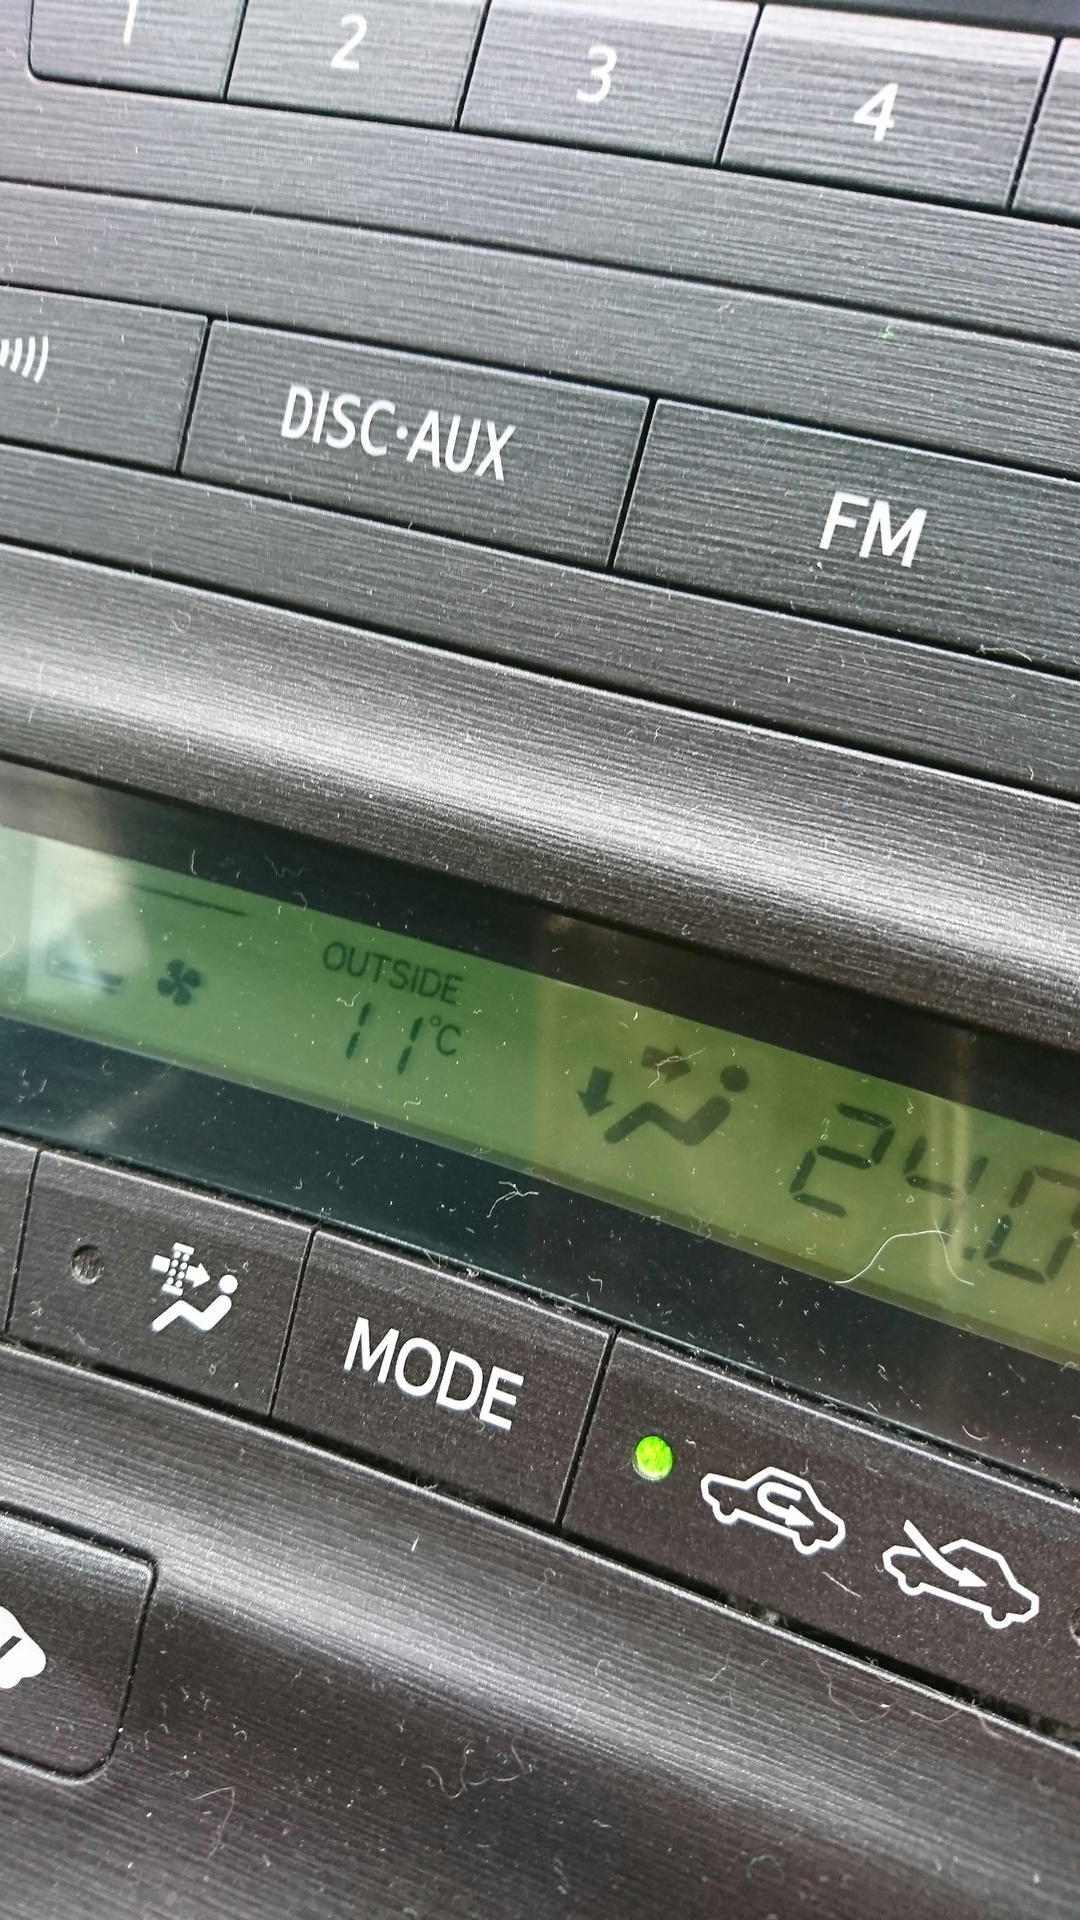 1 2 3 4
DISC·AUX FM
OUTSIDE
11°C
24.0
MODE